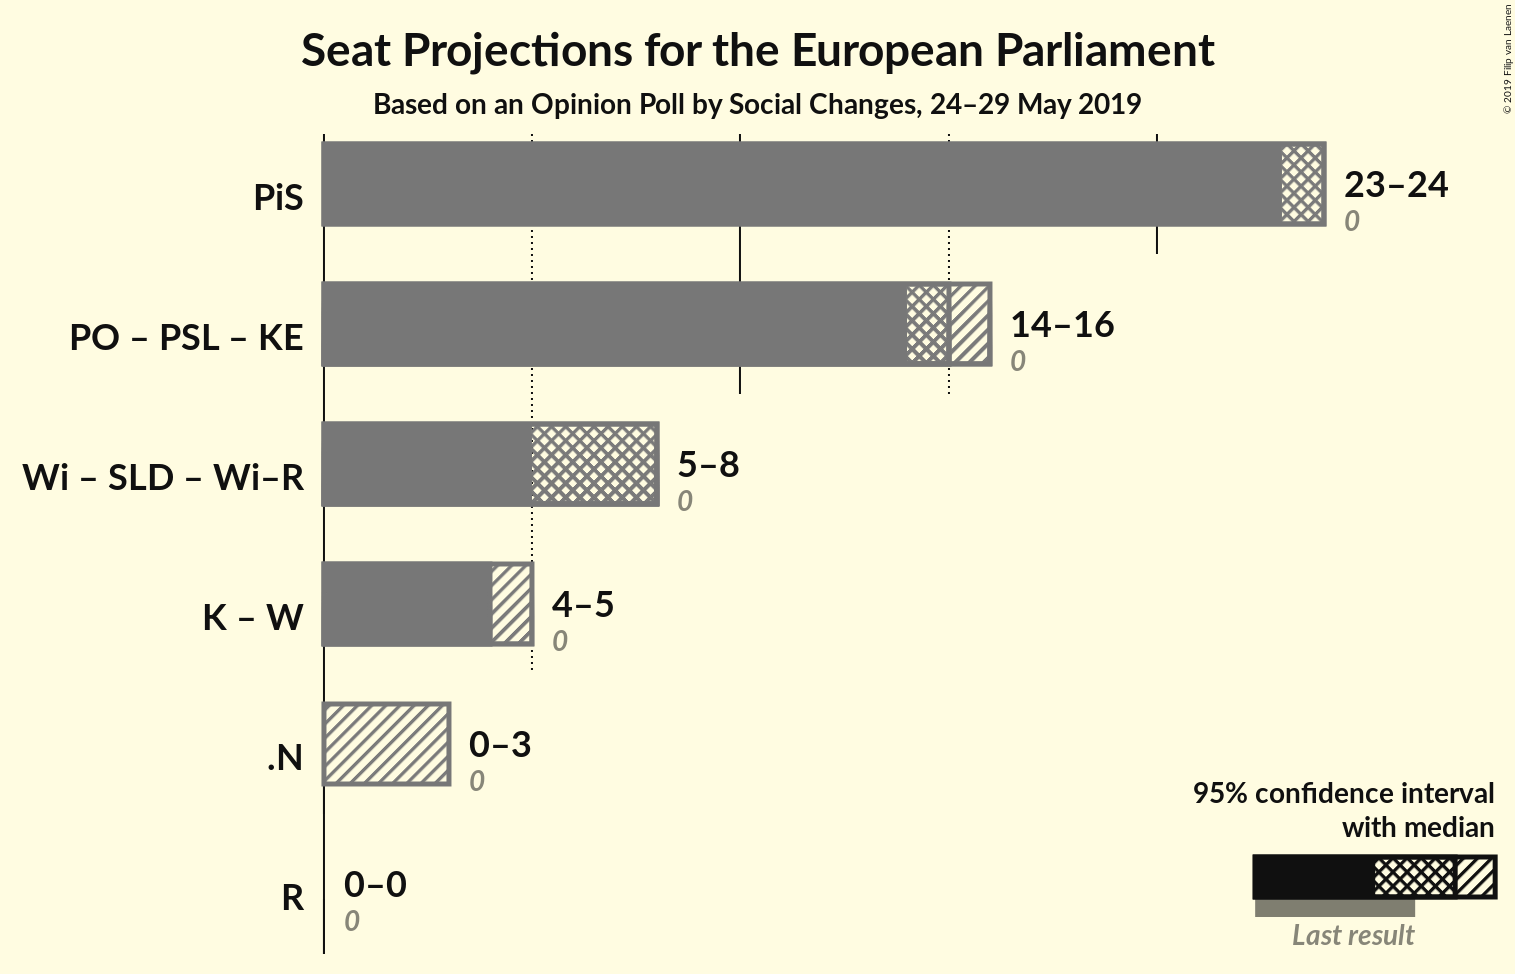 Seat Projections for the European Parliament
Based on an Opinion Poll by Social Changes, 24–29 May 2019
© 2019 Filip van Laenen
PiS
23–24
0
PO – PSL – KE
14–16
0
Wi – SLD – Wi–R
5–8
0
K – W
4–5
0
.N
0–3
0
R
0–0
0
95% confidence interval
with median
Last result